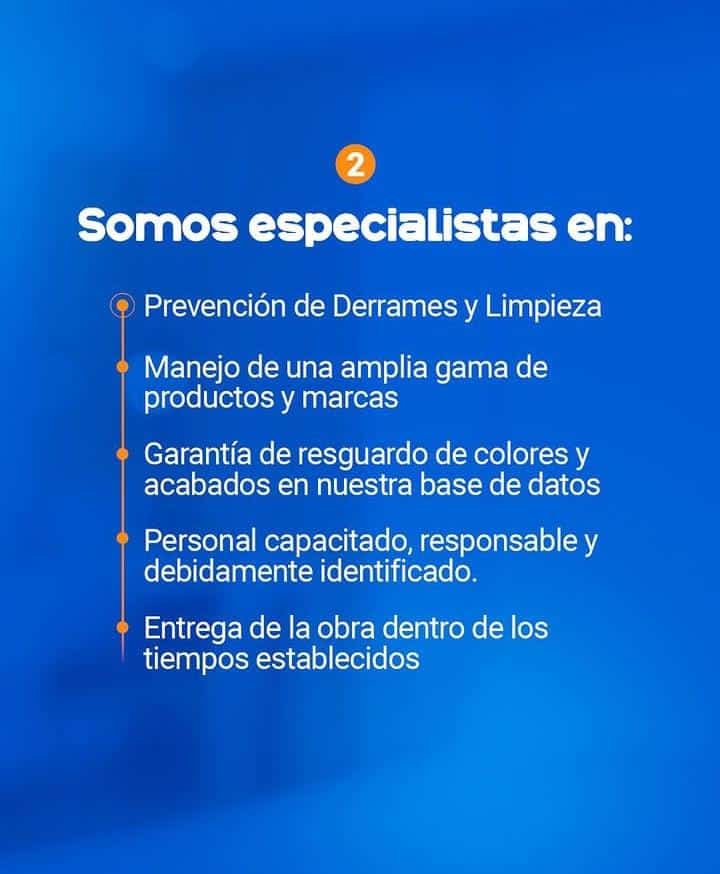 2
Somos especialistas en:
Prevención de Derrames y Limpieza
Manejo de una amplia gama de
productos y marcas
Garantía de resguardo de colores y
acabados en nuestra base de datos
Personal capacitado, responsable y
debidamente identificado.
Entrega de la obra dentro de los
tiempos establecidos